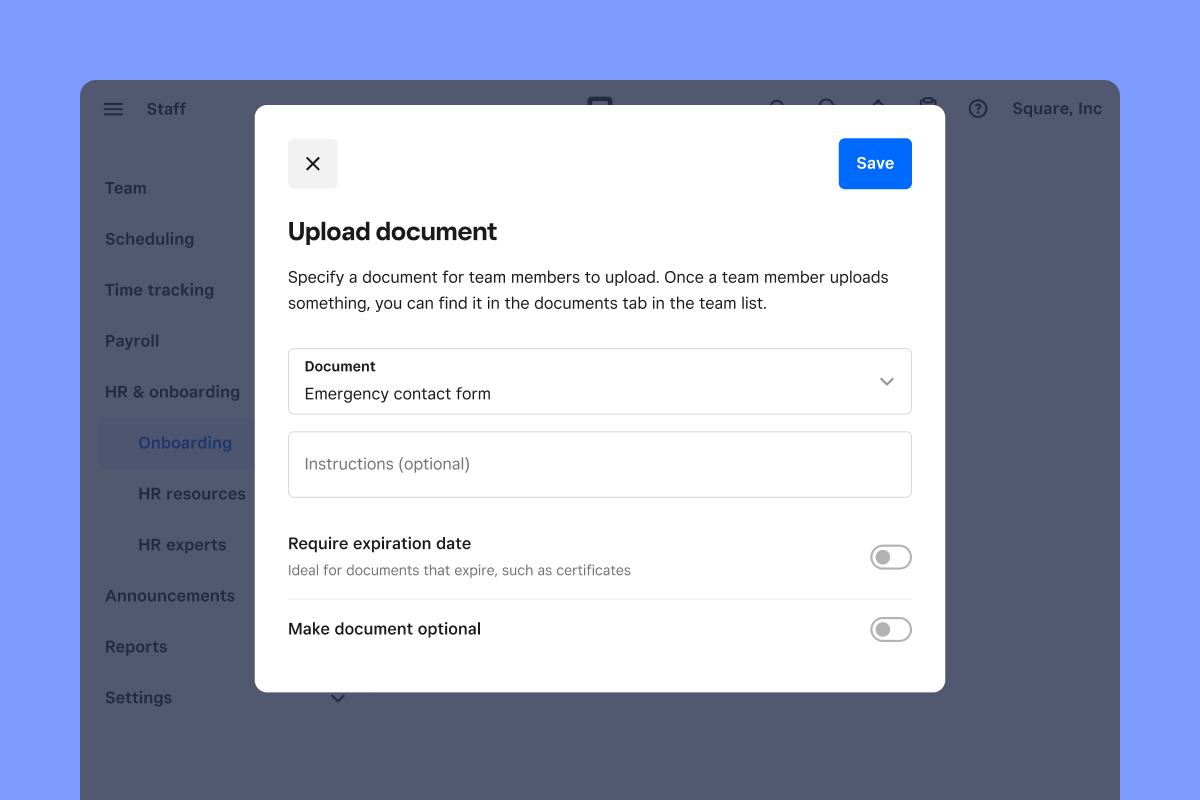 Staff
Square, Inc
Team
Scheduling
Time tracking
Payroll
HR & onboarding
Onboarding
HR resources
HR experts
Announcements
Reports
Settings
Save
Upload document
Specify a document for team members to upload. Once a team member uploads
something, you can find it in the documents tab in the team list.
Document
Emergency contact form
Instructions (optional)
Require expiration date
Ideal for documents that expire, such as certificates
Make document optional